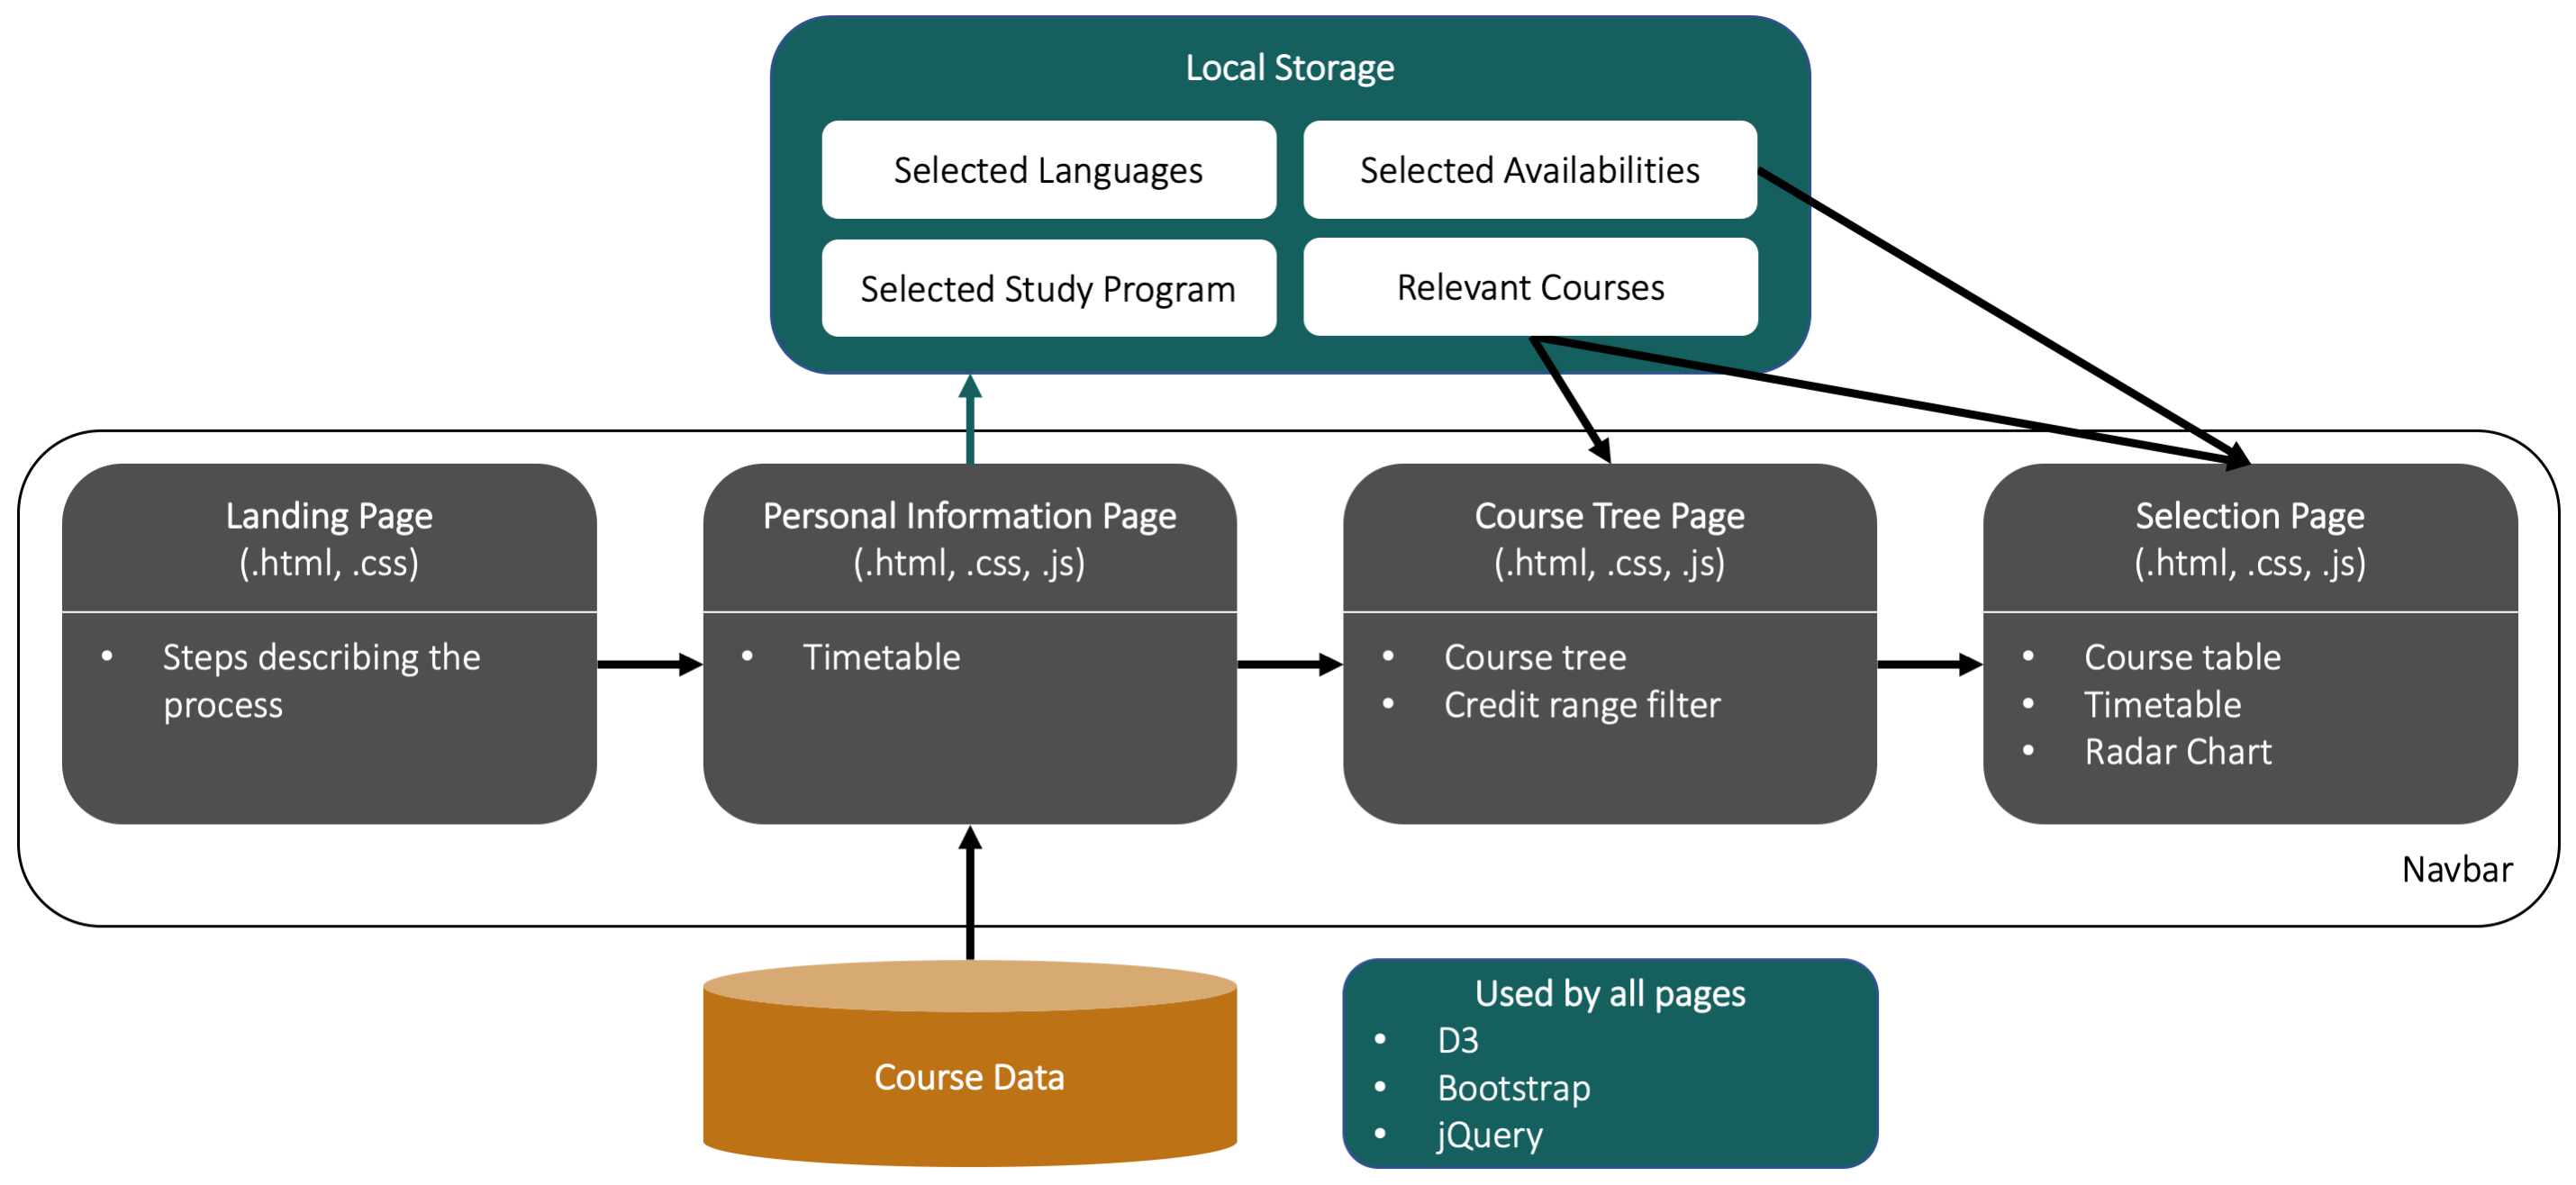 Local Storage
Selected Languages
Selected Availabilities
Selected Study Program
Relevant Courses
Landing Page
(.html, .css)
• Steps describing the
process
Personal Information Page
(.html, .css, .js)
• Timetable
Course Tree Page
(.html, .css, .js)
• Course tree
• Credit range filter
Selection Page
(.html, .css, .js)
• Course table
• Timetable
• Radar Chart
Navbar
Course Data
Used by all pages
• D3
• Bootstrap
• jQuery